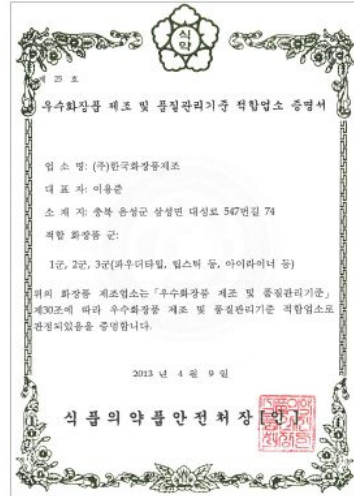 식약
제 25 호
우수화장품 제조 및 품질관리기준 적합업소 증명서
업 소 명: (주)한국화장품제조
대 표 자: 이용준
소 재 지: 충북 음성군 삼성면 대성로 547번길 74
적합 화장품 군:
1군, 2군, 3군(파우더타입, 립스틱 등, 아이라이너 등)
위의 화장품 제조업소는「우수화장품 제조 및 품질관리기준」
제30조에 따라 우수화장품 제조 및 품질관리기준 적합업소로
판정되었음을 증명합니다.
2013 년 4 월 9 일
식품의약품안전처장[인]